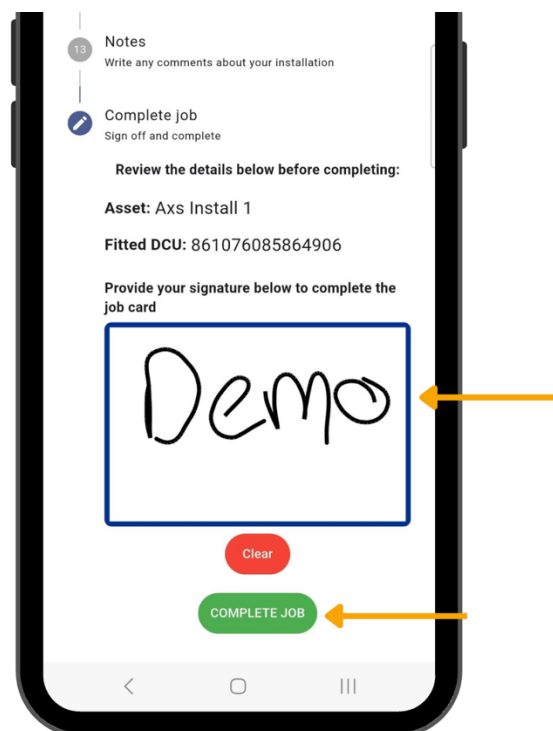 13
Notes
Write any comments about your installation
Complete job
Sign off and complete
Review the details below before completing:
Asset: Axs Install 1
Fitted DCU: 861076085864906
Provide your signature below to complete the
job card
Demo
Clear
COMPLETE JOB